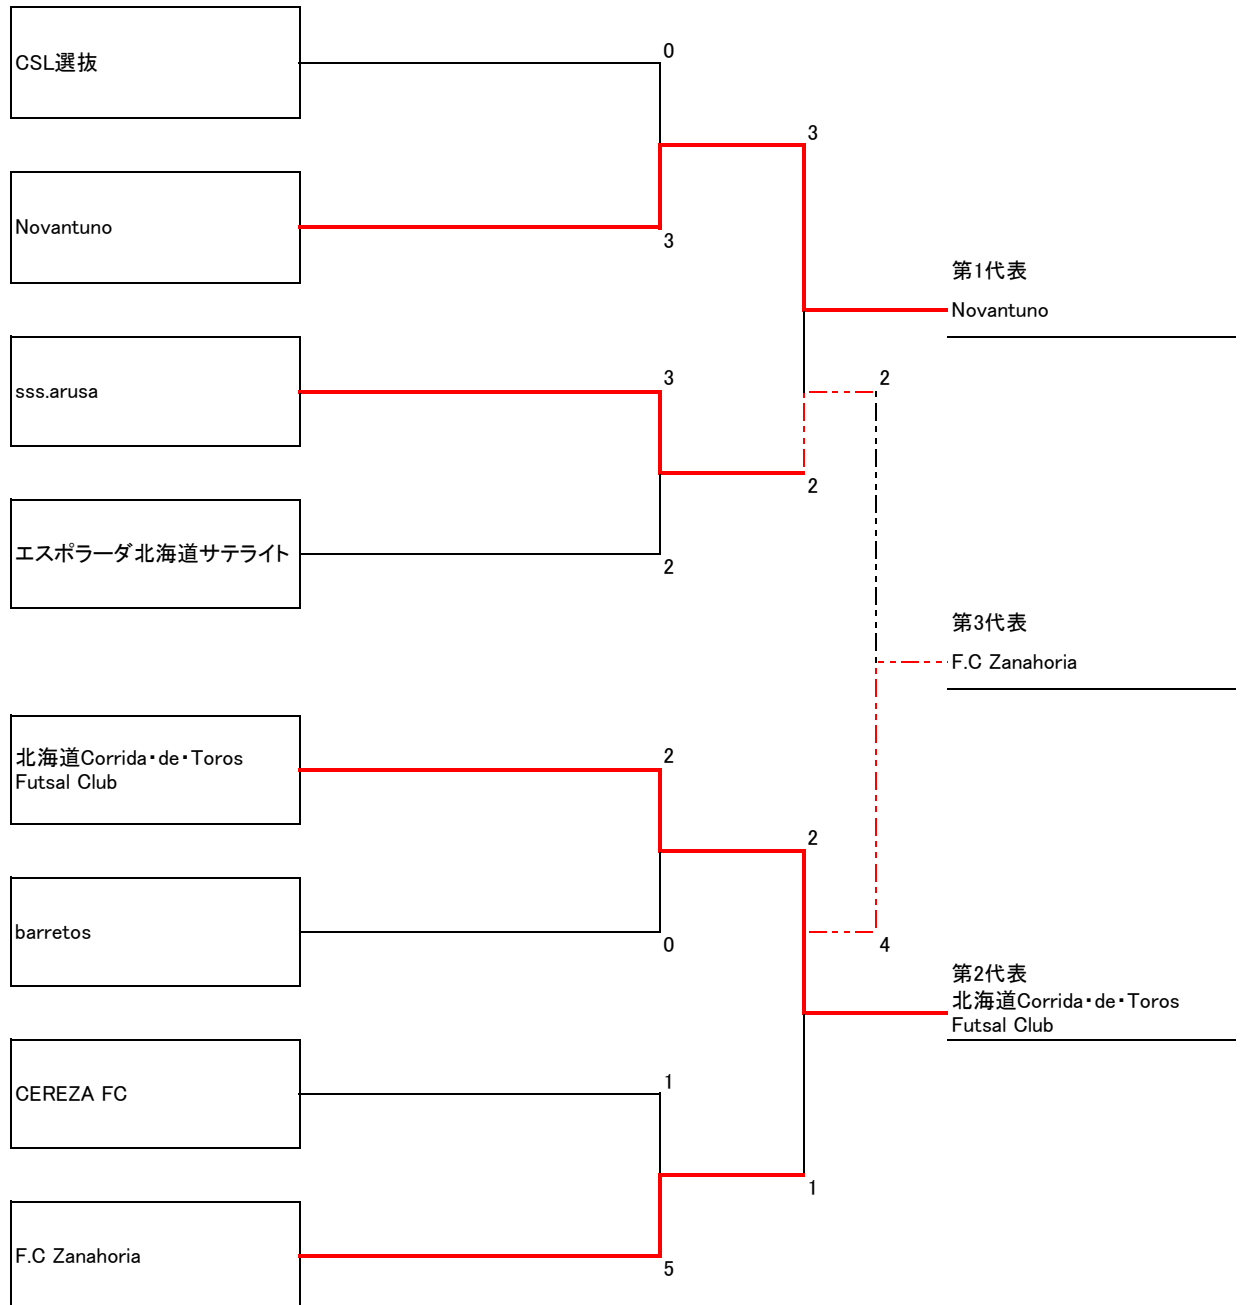 CSL選抜
0
3
Novantuno
3
第1代表
Novantuno
sss.arusa
3
2
2
エスポラーダ北海道サテライト
2
第3代表
F.C Zanahoria
北海道Corrida・de・Toros
Futsal Club
2
2
barretos
0
4
第2代表
北海道Corrida・de・Toros
Futsal Club
CEREZA FC
1
1
F.C Zanahoria
5